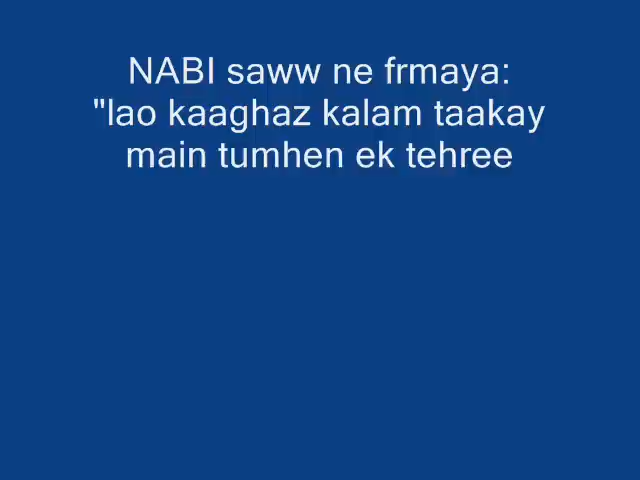 NABI saww ne frmaya:
"lao kaaghaz kalam taakay
main tumhen ek tehree